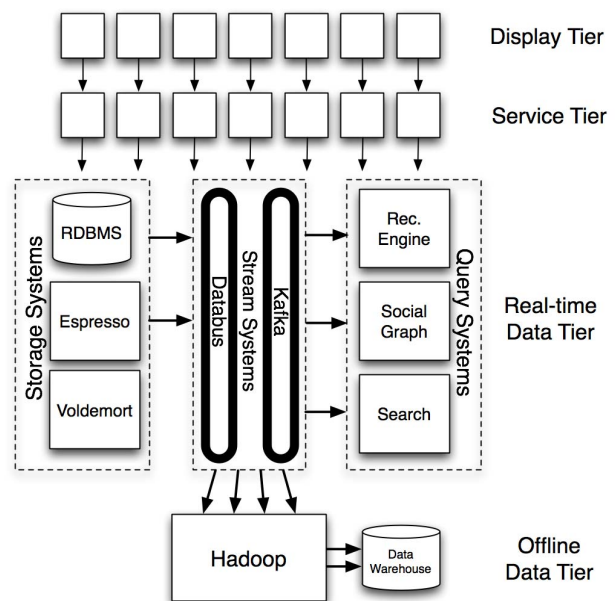 Display Tier
Service Tier
Storage Systems
RDBMS
Espresso
Voldemort
Databus
Stream Systems
Kafka
Rec.
Engine
Social
Graph
Search
Query Systems
Real-time
Data Tier
Hadoop
Data
Warehouse
Offline
Data Tier